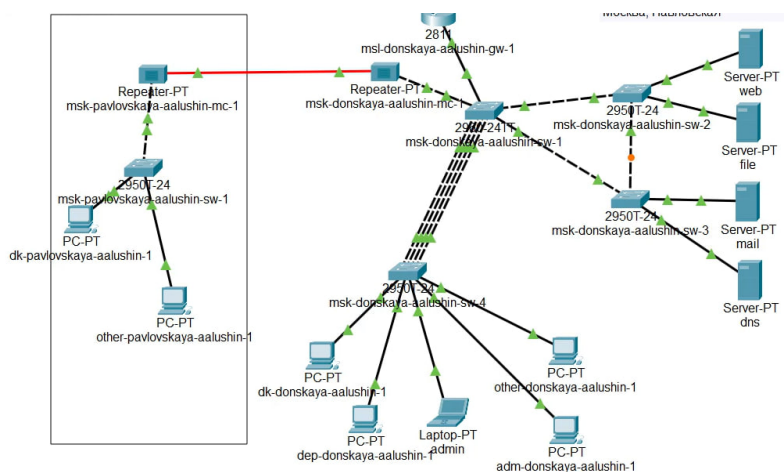 Москва, Павловская
2811
msl-donskaya-aalushin-gw-1
Repeater-PT
msk-pavlovskaya-aalushin-mc-1
Repeater-PT
msk-donskaya-aalushin-mc-1
msk-donskaya-aalushin-sw-1
2950T-24
msk-donskaya-aalushin-sw-2
Server-PT
web
Server-PT
file
2950T-24
msk-pavlovskaya-aalushin-sw-1
2950T-24
msk-donskaya-aalushin-sw-3
Server-PT
mail
PC-PT
dk-pavlovskaya-aalushin-1
Server-PT
dns
2950T-24
msk-donskaya-aalushin-sw-4
PC-PT
other-pavlovskaya-aalushin-1
PC-PT
dk-donskaya-aalushin-1
PC-PT
other-donskaya-aalushin-1
PC-PT
dep-donskaya-aalushin-1
Laptop-PT
admin
PC-PT
adm-donskaya-aalushin-1